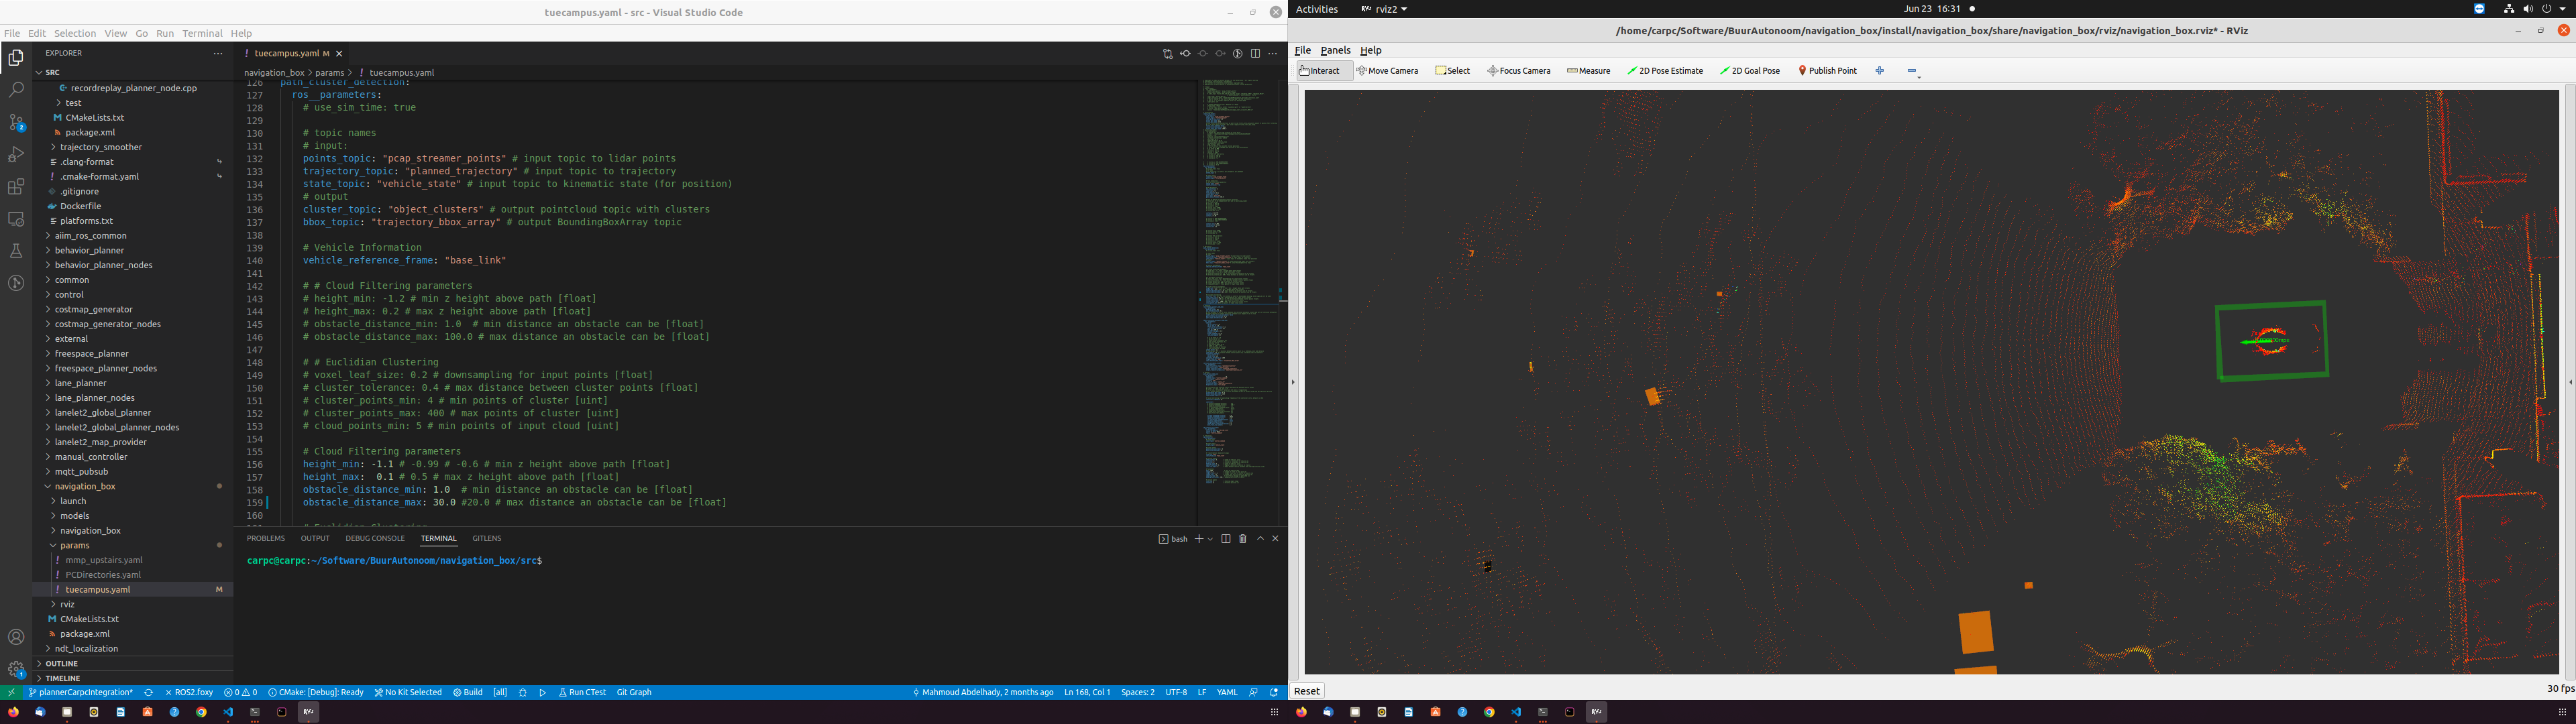 tuecampus.yaml - src - Visual Studio Code
File Edit Selection View Go Run Terminal Help
EXPLORER
SRC
recordreplay_planner_node.cpp
test
CMakeLists.txt
package.xml
trajectory_smoother
.clang-format
.cmake-format.yaml
.gitignore
Dockerfile
platforms.txt
aiim_ros_common
behavior_planner
behavior_planner_nodes
common
control
costmap_generator
costmap_generator_nodes
external
freespace_planner
freespace_planner_nodes
lane_planner
lane_planner_nodes
lanelet2_global_planner
lanelet2_global_planner_nodes
lanelet2_map_provider
manual_controller
mqtt_pubsub
navigation_box
launch
models
navigation_box
params
mmp_upstairs.yaml
PCDirectories.yaml
tuecampus.yaml M
rviz
CMakeLists.txt
package.xml
ndt_localization
OUTLINE
TIMELINE
tuecampus.yaml M
navigation_box > params > tuecampus.yaml
126 path_cluster_detection:
127 ros__parameters:
128 # use_sim_time: true
129
130 # topic names
131 # input:
132 points_topic: "pcap_streamer_points" # input topic to lidar points
133 trajectory_topic: "planned_trajectory" # input topic to trajectory
134 state_topic: "vehicle_state" # input topic to kinematic state (for position)
135 # output
136 cluster_topic: "object_clusters" # output pointcloud topic with clusters
137 bbox_topic: "trajectory_bbox_array" # output BoundingBoxArray topic
138
139 # Vehicle Information
140 vehicle_reference_frame: "base_link"
141
142 # # Cloud Filtering parameters
143 # height_min: -1.2 # min z height above path [float]
144 # height_max: 0.2 # max z height above path [float]
145 # obstacle_distance_min: 1.0 # min distance an obstacle can be [float]
146 # obstacle_distance_max: 100.0 # max distance an obstacle can be [float]
147
148 # # Euclidian Clustering
149 # voxel_leaf_size: 0.2 # downsampling for input points [float]
150 # cluster_tolerance: 0.4 # max distance between cluster points [float]
151 # cluster_points_min: 4 # min points of cluster [uint]
152 # cluster_points_max: 400 # max points of cluster [uint]
153 # cloud_points_min: 5 # min points of input cloud [uint]
154
155 # Cloud Filtering parameters
156 height_min: -1.1 # -0.99 # -0.6 # min z height above path [float]
157 height_max: 0.1 # 0.5 # max z height above path [float]
158 obstacle_distance_min: 1.0 # min distance an obstacle can be [float]
159 obstacle_distance_max: 30.0 #20.0 # max distance an obstacle can be [float]
160
PROBLEMS OUTPUT DEBUG CONSOLE TERMINAL GITLENS
bash
carpc@carpc:~/Software/BuurAutonoom/navigation_box/src$
plannerCarpcIntegration* ROS2.foxy 0 0 CMake: [Debug]: Ready No Kit Selected Build [all] Run CTest Git Graph Mahmoud Abdelhady, 2 months ago Ln 168, Col 1 Spaces: 2 UTF-8 LF YAML
Activities rviz2 Jun 23 16:31
/home/carpc/Software/BuurAutonoom/navigation_box/install/navigation_box/share/navigation_box/rviz/navigation_box.rviz* - RViz
File Panels Help
Interact Move Camera Select Focus Camera Measure 2D Pose Estimate 2D Goal Pose Publish Point
Reset
30 fps